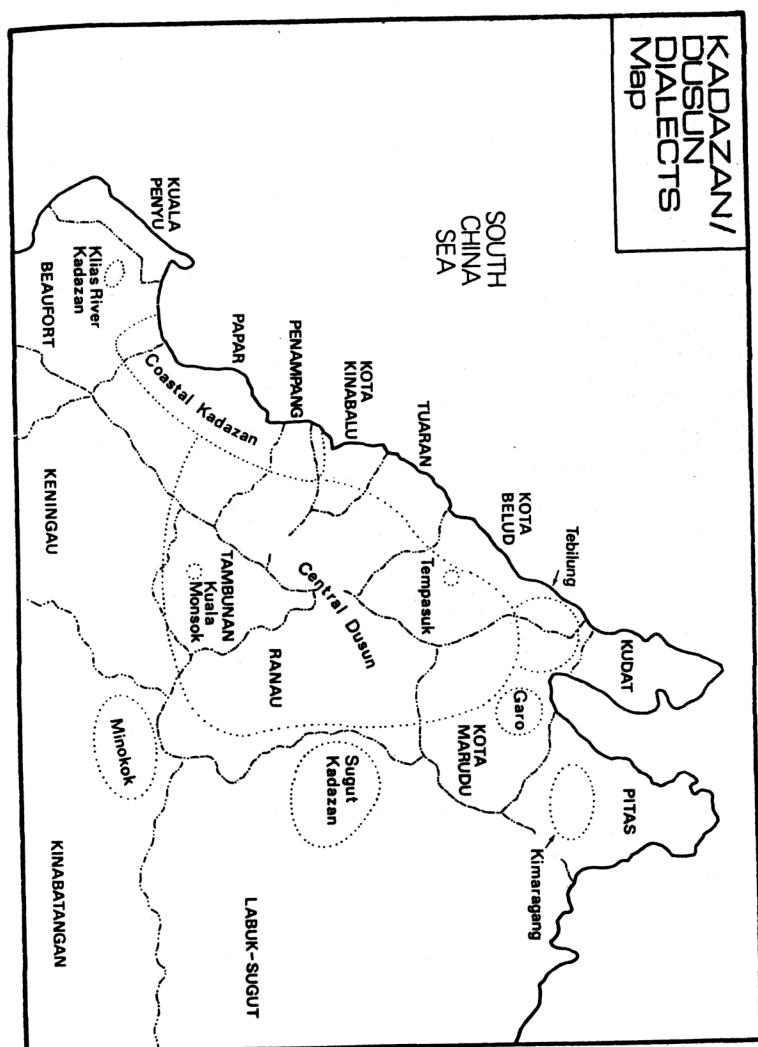 KADAZAN/
DUSUN
DIALECTS
Map
SOUTH
CHINA
SEA
KUDAT
PITAS
Tebilung
KOTA
BELUD
Garo
Kimaragang
KOTA
MARUDU
TUARAN
Tempasuk
KOTA
KINABALU
Sugut
Kadazan
PENAMPANG
Central Dusun
RANAU
LABUK-SUGUT
PAPAR
Coastal Kadazan
TAMBUNAN
Kuala
Monsok
KUALA
PENYU
Klias River
Kadazan
BEAUFORT
Minokok
KENINGAU
KINABATANGAN